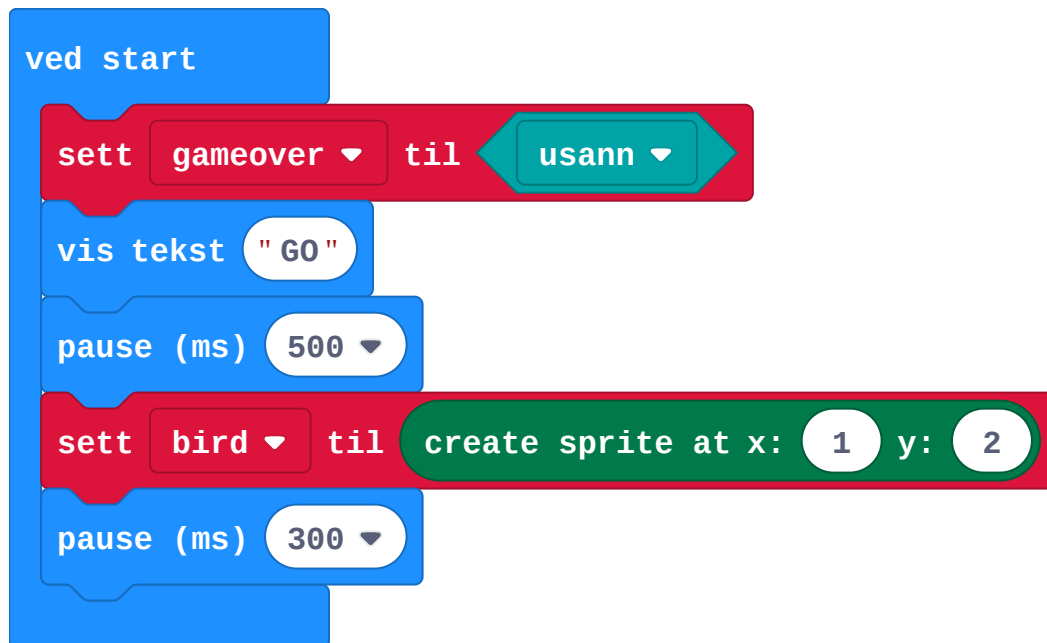 ved start
sett gameover til usann
vis tekst "GO"
pause (ms) 500
sett bird til create sprite at x: 1 y: 2
pause (ms) 300